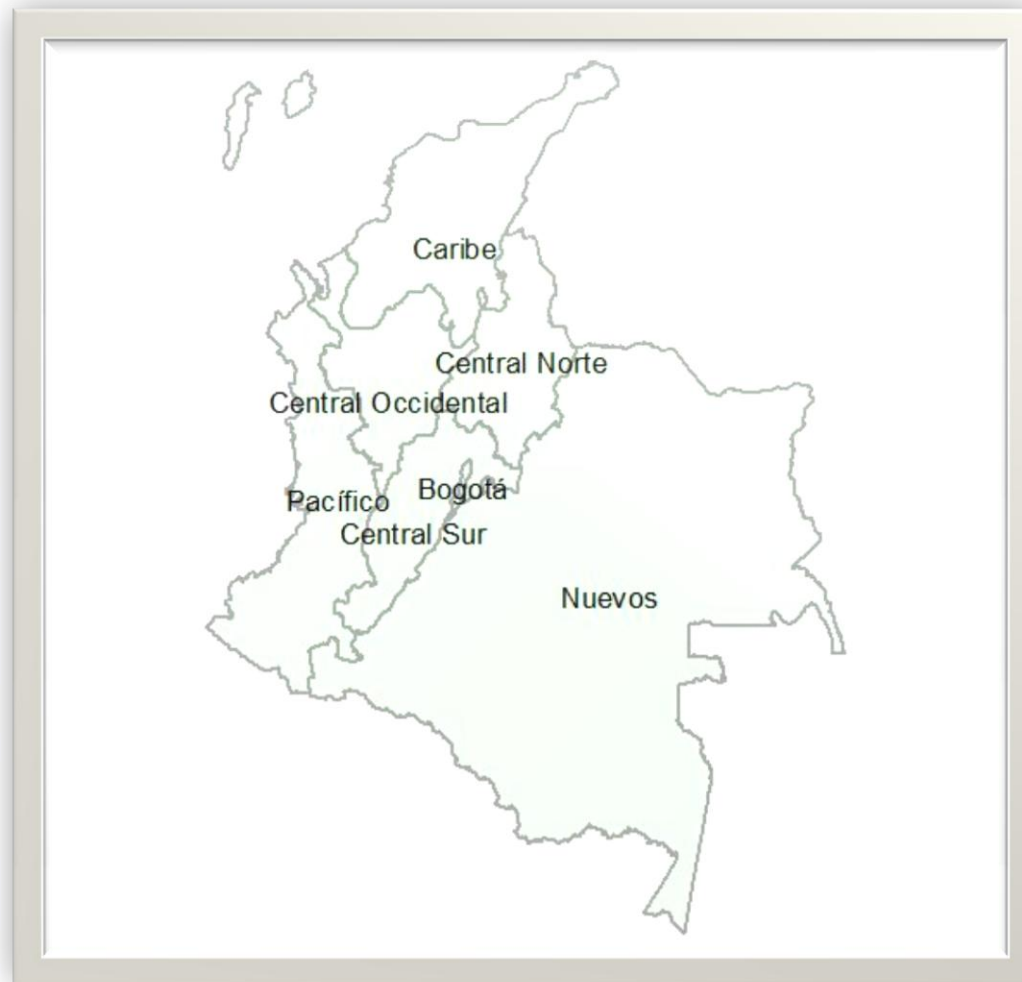 Caribe
Central Norte
Central Occidental
Bogotá
Pacífico
Central Sur
Nuevos